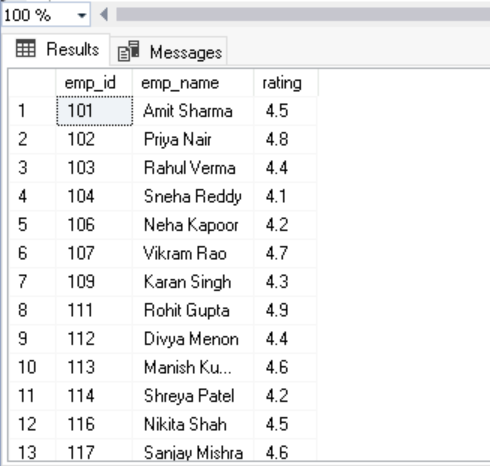 100 %
Results Messages
emp_id emp_name rating
1 101 Amit Sharma 4.5
2 102 Priya Nair 4.8
3 103 Rahul Verma 4.4
4 104 Sneha Reddy 4.1
5 106 Neha Kapoor 4.2
6 107 Vikram Rao 4.7
7 109 Karan Singh 4.3
8 111 Rohit Gupta 4.9
9 112 Divya Menon 4.4
10 113 Manish Ku... 4.6
11 114 Shreya Patel 4.2
12 116 Nikita Shah 4.5
13 117 Sanjay Mishra 4.6